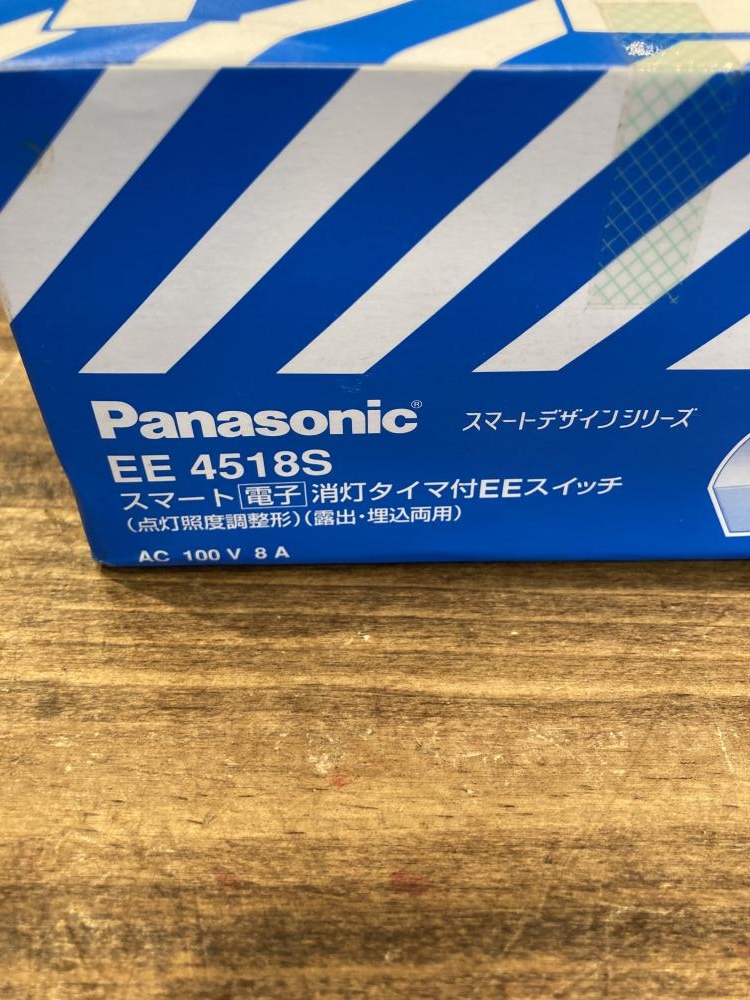 Panasonic® スマートデザインシリーズ
EE 4518S
スマート 電子 消灯タイマ付EEスイッチ
(点灯照度調整形)(露出・埋込両用)
AC 100 V 8 A